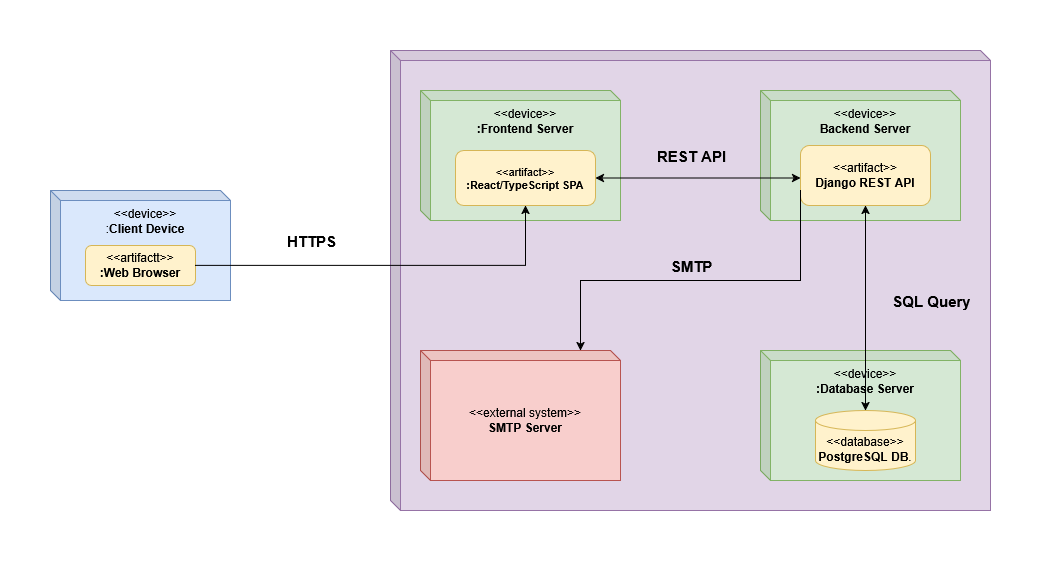 <<device>>
:Frontend Server
<<artifact>>
:React/TypeScript SPA
REST API
<<device>>
Backend Server
<<artifact>>
Django REST API
<<device>>
:Client Device
<<artifactt>>
:Web Browser
HTTPS
SMTP
SQL Query
<<external system>>
SMTP Server
<<device>>
:Database Server
<<database>>
PostgreSQL DB.